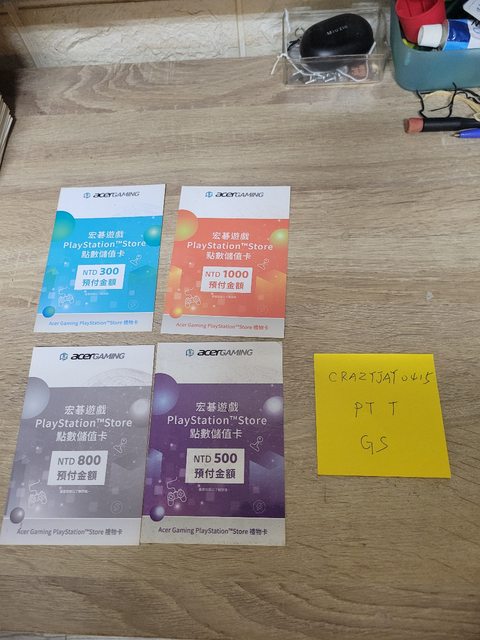 acerGAMING
宏碁遊戲
PlayStation™Store
點數儲值卡
NTD 300
預付金額
Acer Gaming PlayStation™Store 禮物卡
acerGAMING
宏碁遊戲
PlayStation™Store
點數儲值卡
NTD 1000
預付金額
Acer Gaming PlayStation™Store 禮物卡
acerGAMING
宏碁遊戲
PlayStation™Store
點數儲值卡
NTD 800
預付金額
Acer Gaming PlayStation™Store 禮物卡
acerGAMING
宏碁遊戲
PlayStation™Store
點數儲值卡
NTD 500
預付金額
Acer Gaming PlayStation™Store 禮物卡
CRAZYJAY0415
PTT
GS